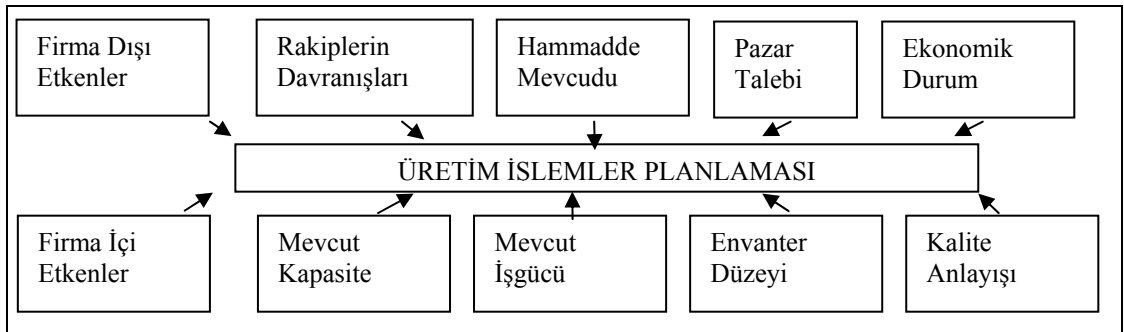 Firma Dışı
Etkenler
Rakiplerin
Davranışları
Hammadde
Mevcudu
Pazar
Talebi
Ekonomik
Durum
ÜRETİM İSLEMLER PLANLAMASI
Firma İçi
Etkenler
Mevcut
Kapasite
Mevcut
İşgücü
Envanter
Düzeyi
Kalite
Anlayışı